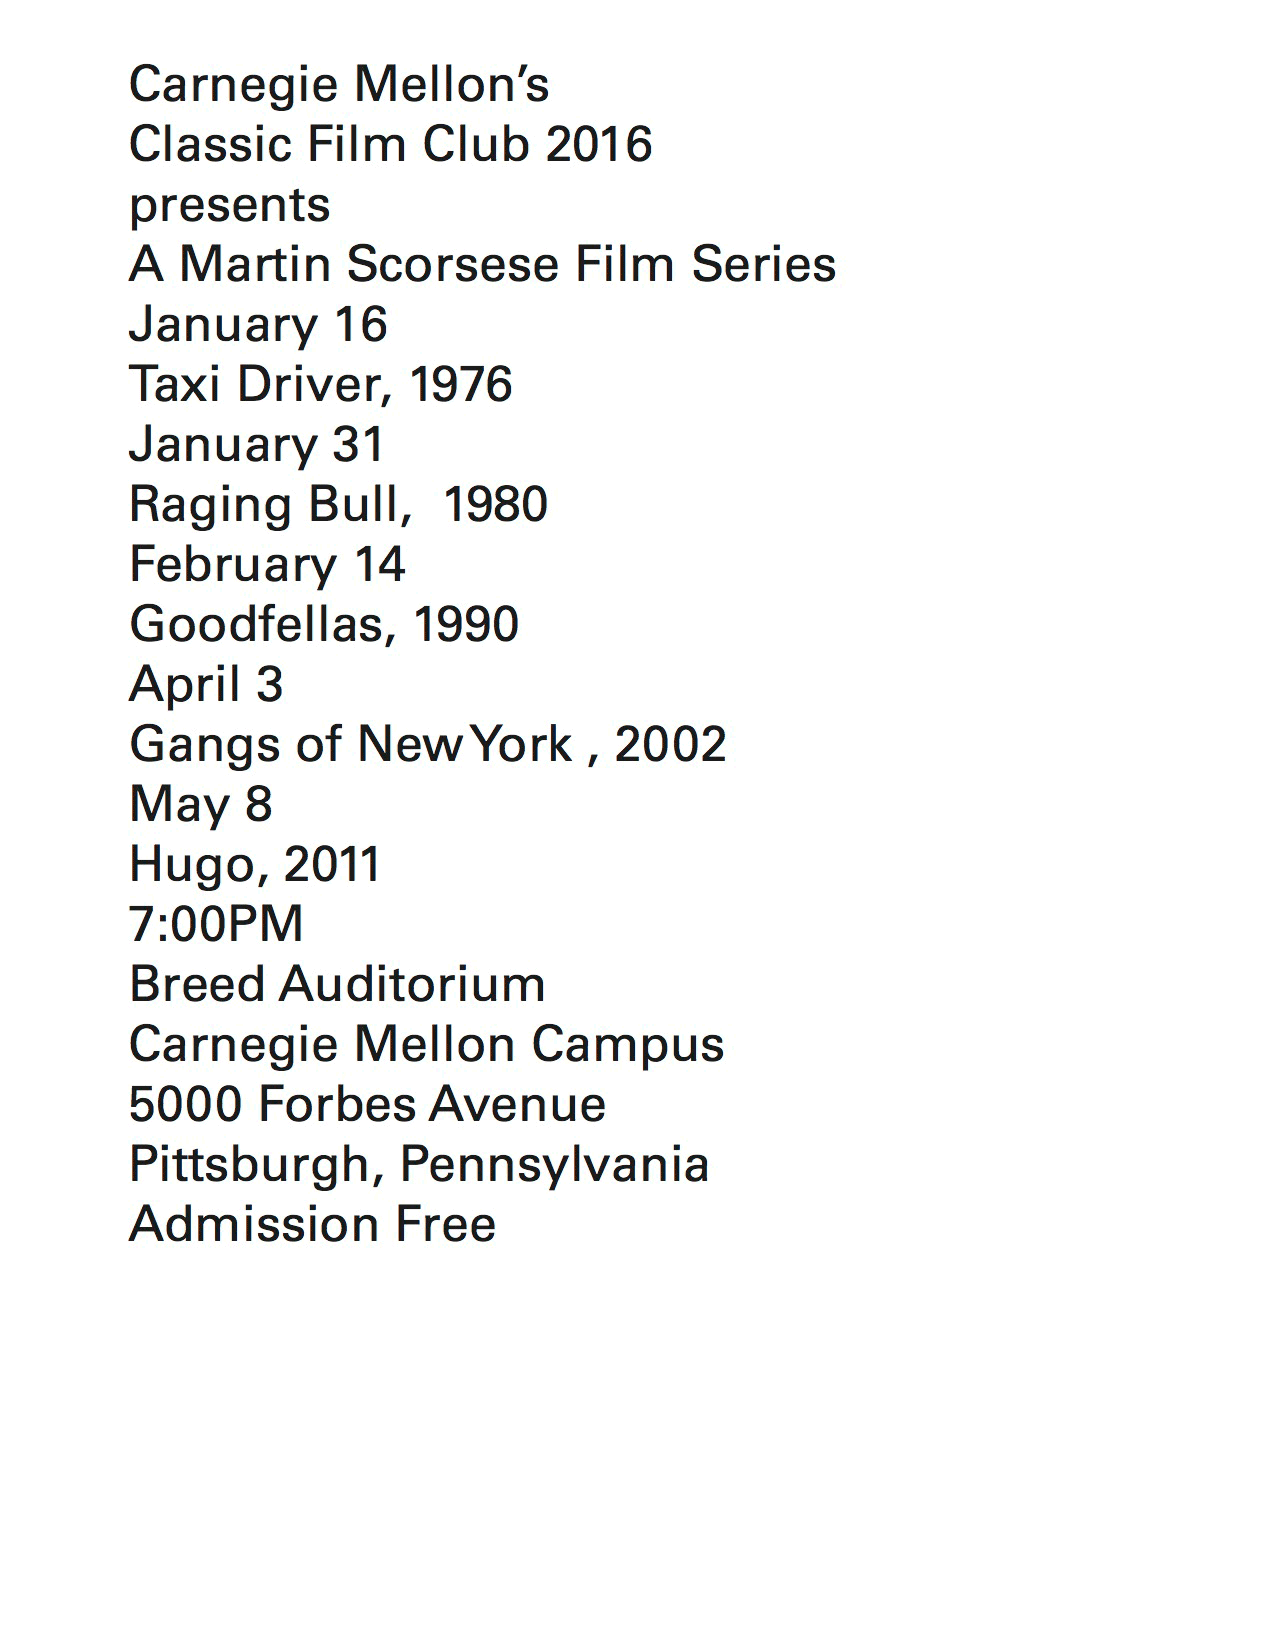 Carnegie Mellon’s
Classic Film Club 2016
presents
A Martin Scorsese Film Series
January 16
Taxi Driver, 1976
January 31
Raging Bull,  1980
February 14
Goodfellas, 1990
April 3
Gangs of New York , 2002
May 8
Hugo, 2011
7:00PM
Breed Auditorium
Carnegie Mellon Campus
5000 Forbes Avenue
Pittsburgh, Pennsylvania
Admission Free